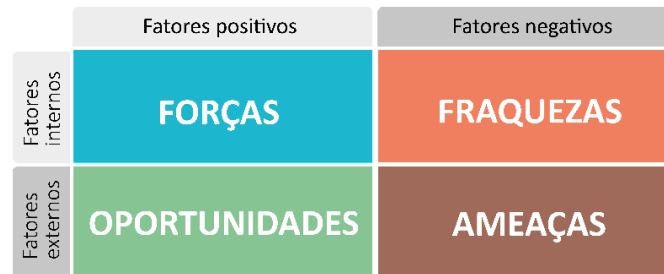 Fatores positivos
Fatores negativos
Fatores
internos
FORÇAS
FRAQUEZAS
Fatores
externos
OPORTUNIDADES
AMEAÇAS